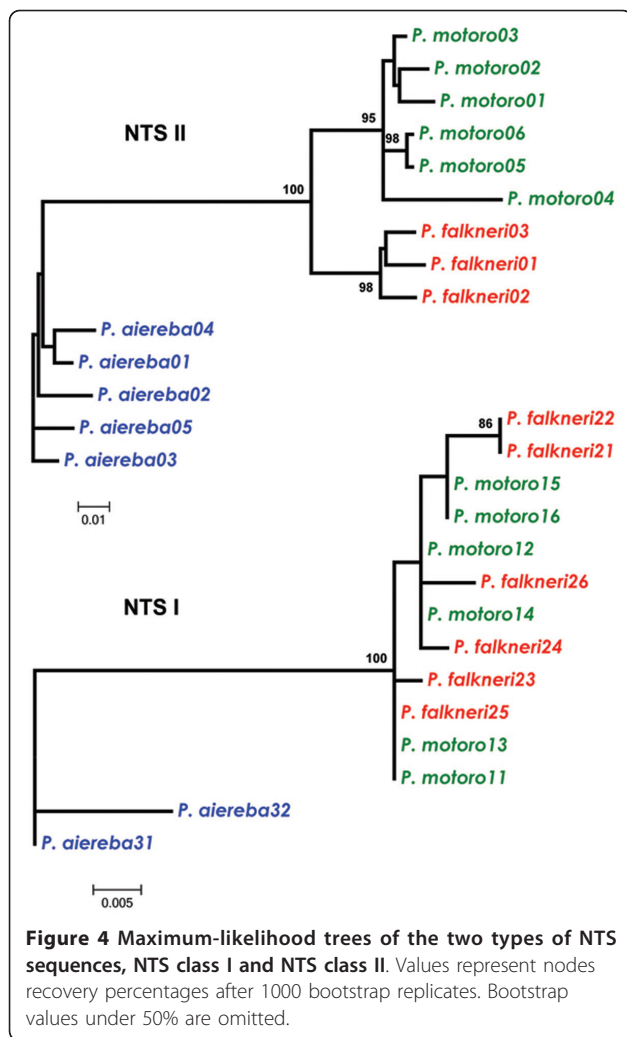 P. motoro03
P. motoro02
P. motoro01
NTS II
95
98
P. motoro06
P. motoro05
100
P. motoro04
P. falkneri03
P. falkneri01
98
P. falkneri02
P. aiereba04
P. aiereba01
P. aiereba02
P. aiereba05
P. aiereba03
0.01
86
P. falkneri22
P. falkneri21
P. motoro15
P. motoro16
P. motoro12
P. falkneri26
NTS I
P. motoro14
P. falkneri24
100
P. falkneri23
P. falkneri25
P. motoro13
P. motoro11
P. aiereba32
P. aiereba31
0.005
Figure 4 Maximum-likelihood trees of the two types of NTS
sequences, NTS class I and NTS class II. Values represent nodes
recovery percentages after 1000 bootstrap replicates. Bootstrap
values under 50% are omitted.